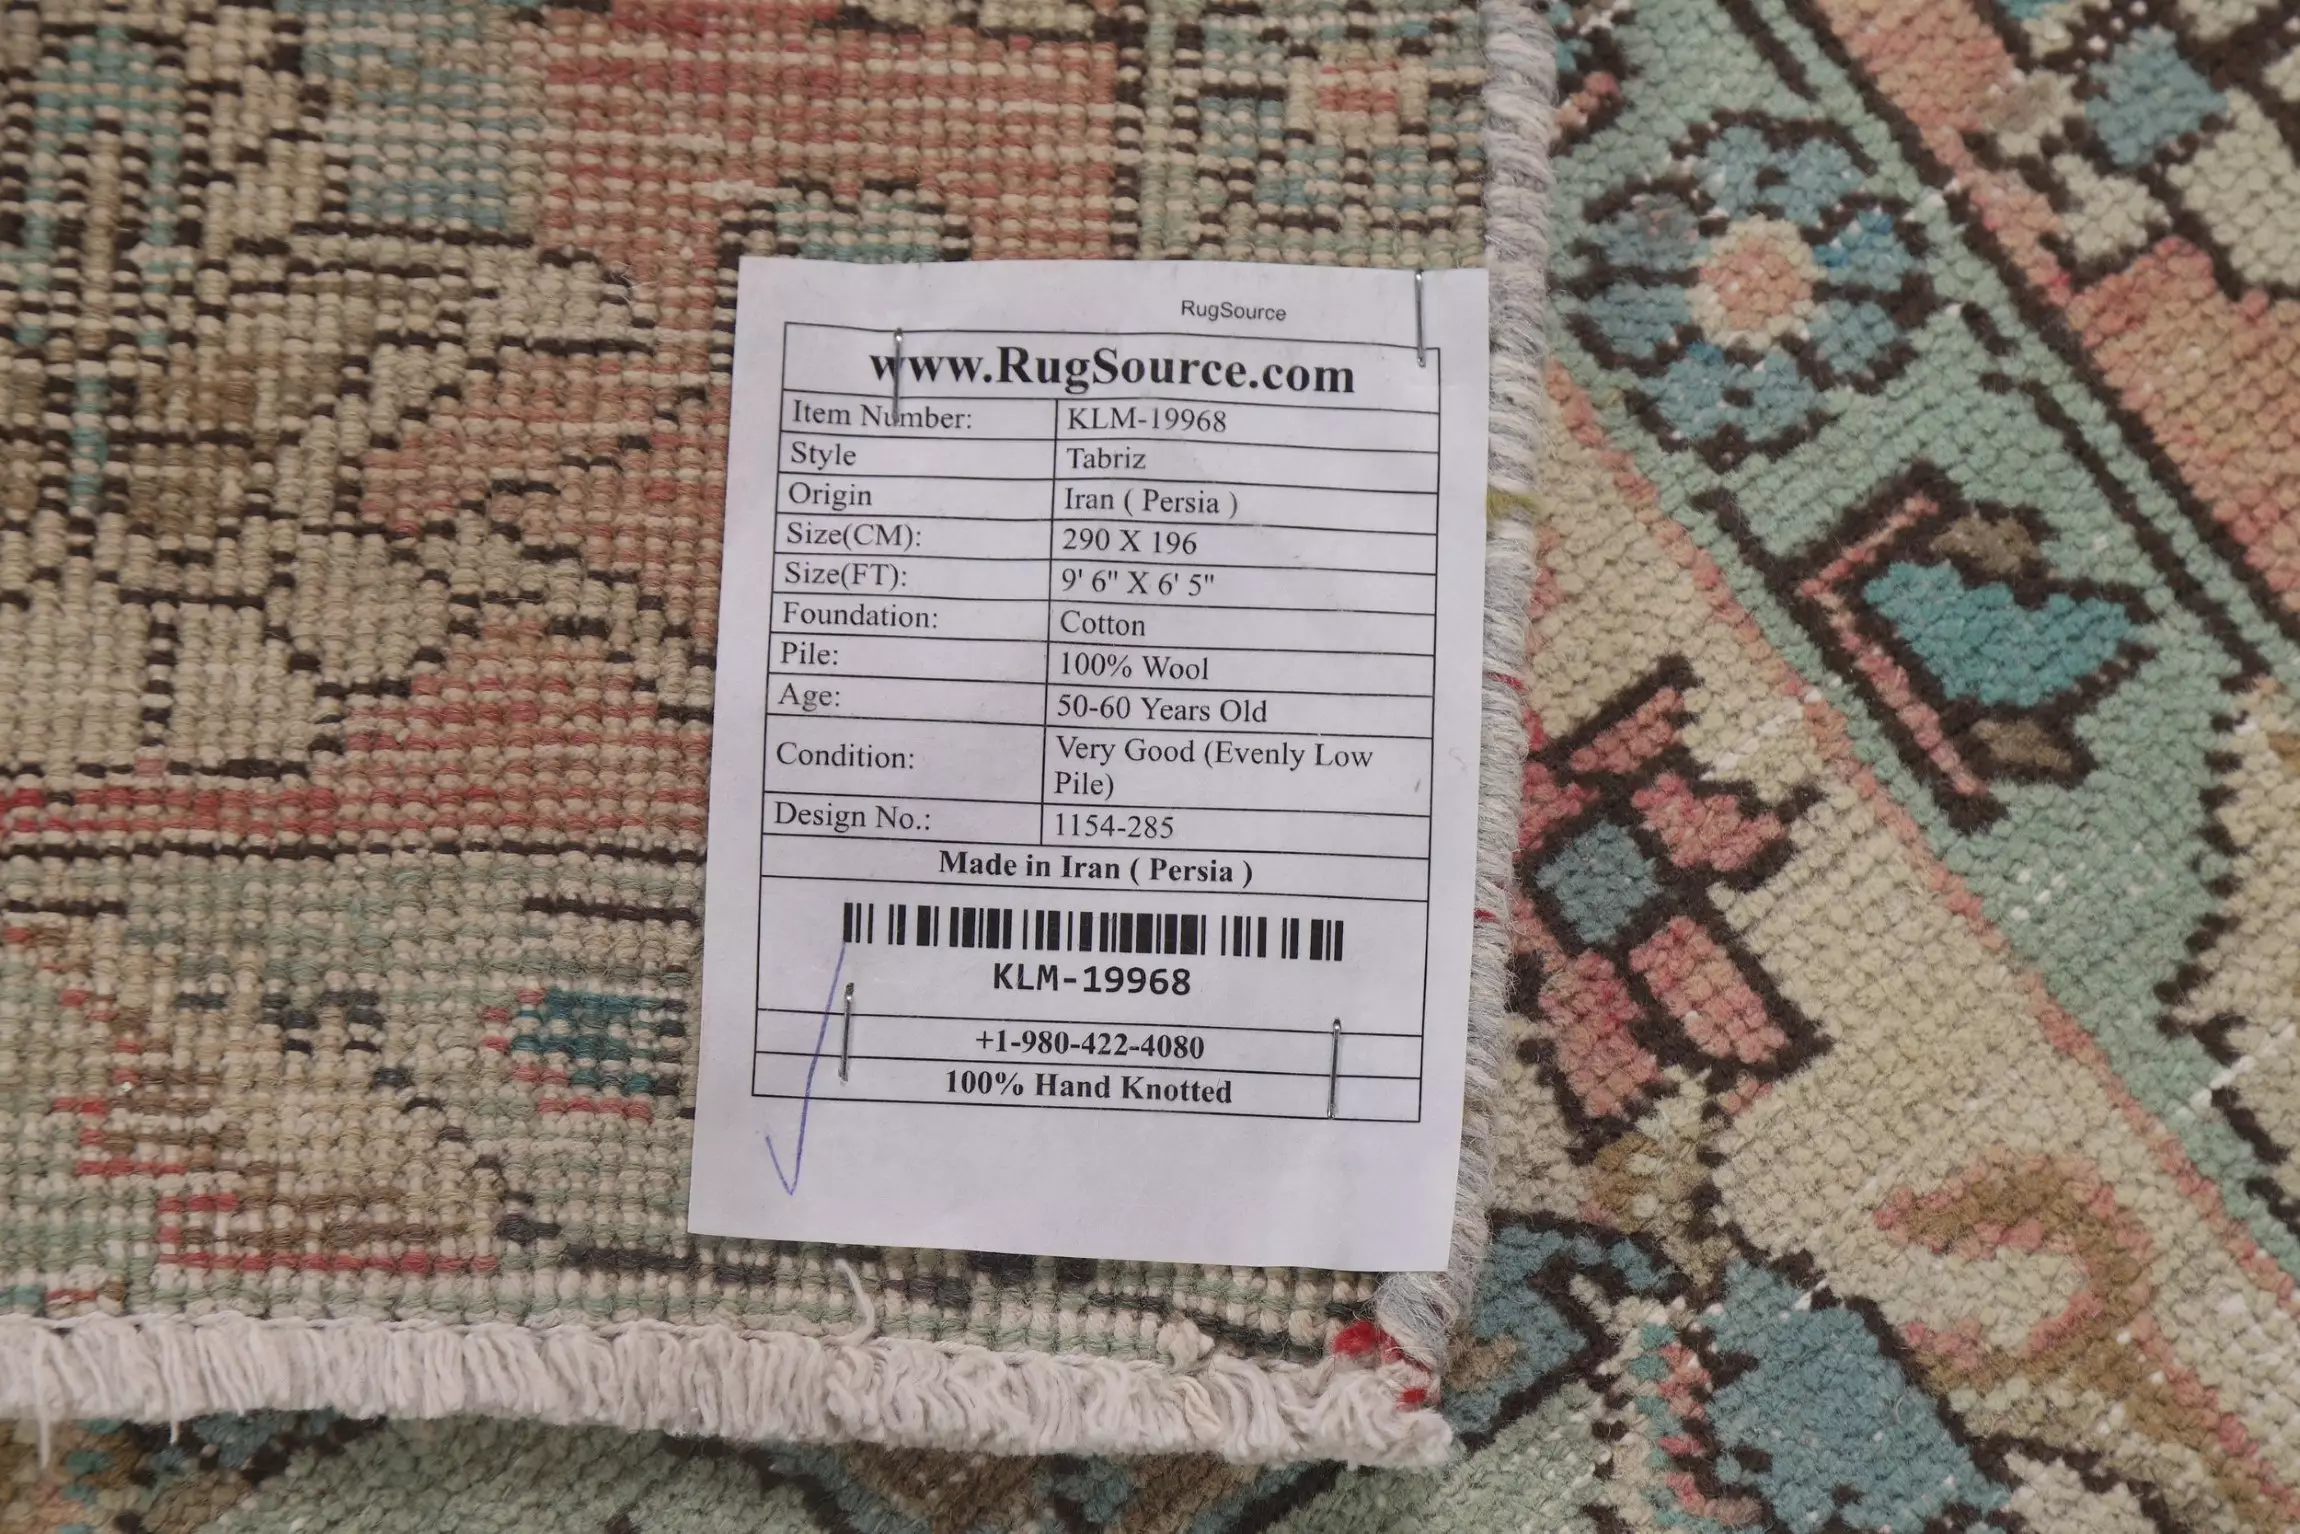 RugSource
www.RugSource.com
Item Number: KLM-19968
Style Tabriz
Origin Iran ( Persia )
Size(CM): 290 X 196
Size(FT): 9' 6" X 6' 5"
Foundation: Cotton
Pile: 100% Wool
Age: 50-60 Years Old
Condition: Very Good (Evenly Low
Pile)
Design No.: 1154-285
Made in Iran ( Persia )
KLM-19968
+1-980-422-4080
100% Hand Knotted